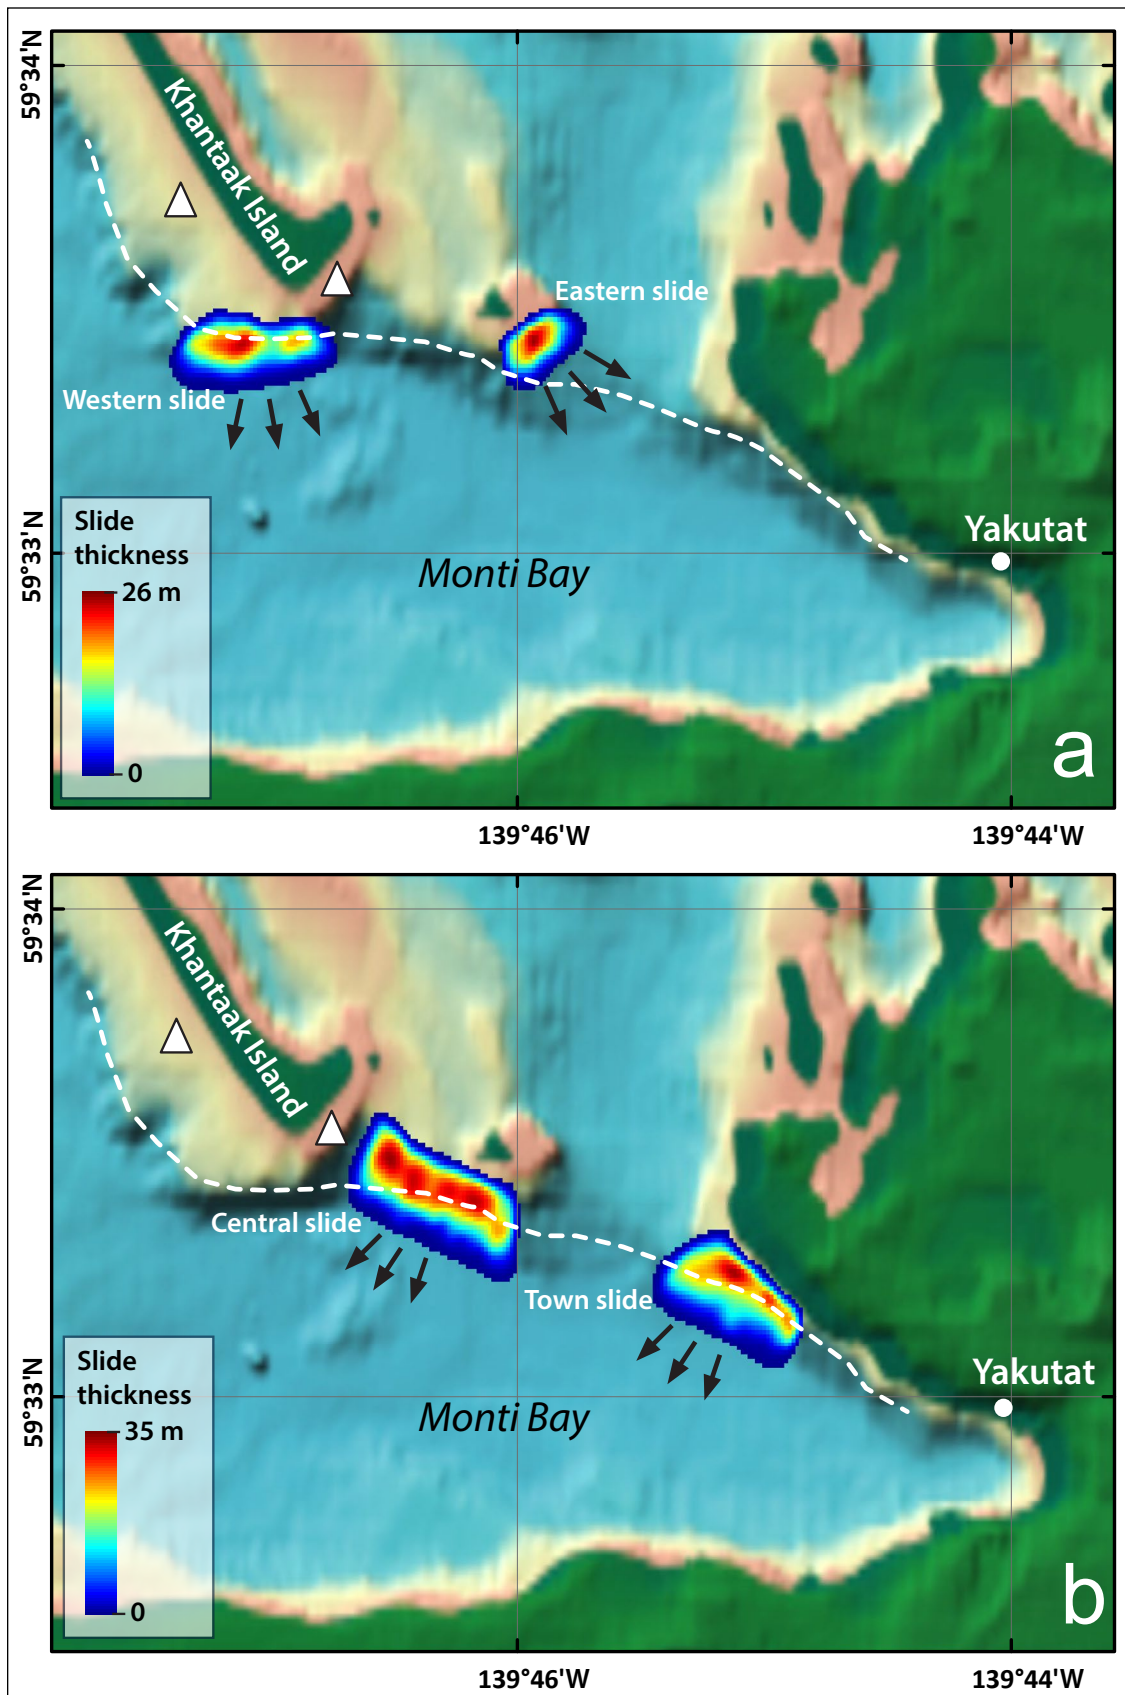 59°34'N
Khantaak Island
Eastern slide
Western slide
Slide
thickness
26 m
0
59°33'N
Yakutat
Monti Bay
a
139°46'W
139°44'W
59°34'N
Khantaak Island
Central slide
Town slide
Slide
thickness
35 m
0
59°33'N
Yakutat
Monti Bay
b
139°46'W
139°44'W